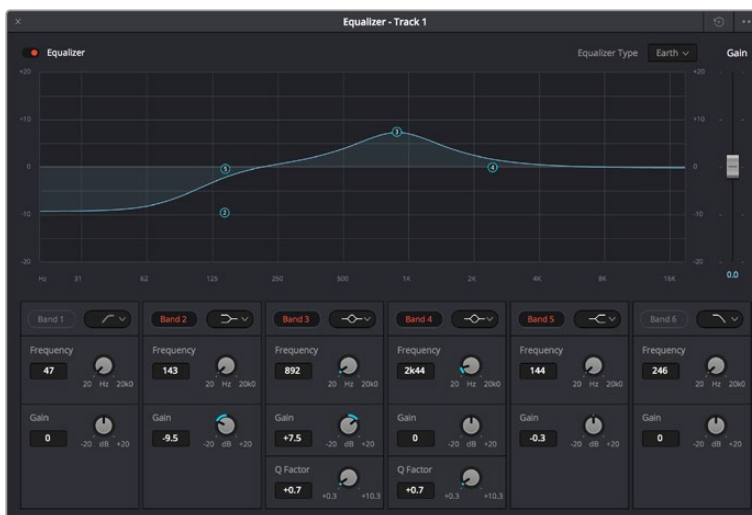 Equalizer - Track 1
Equalizer
Equalizer Type Earth Gain
+20 +20
+10 +10
0 0
-10 -10
-20 -20
5 3 4 2
Hz 31 62 125 250 500 1K 2K 4K 8K 16K
0.0
Band 1 Band 2 Band 3 Band 4 Band 5 Band 6
Frequency Frequency Frequency Frequency Frequency Frequency
47 143 892 2k44 144 246
20 Hz 20k0 20 Hz 20k0 20 Hz 20k0 20 Hz 20k0 20 Hz 20k0 20 Hz 20k0
Gain Gain Gain Gain Gain Gain
0 -9.5 +7.5 0 -0.3 0
-20 dB +20 -20 dB +20 -20 dB +20 -20 dB +20 -20 dB +20 -20 dB +20
Q Factor Q Factor
+0.7 +0.7
+0.3 +10.3 +0.3 +10.3